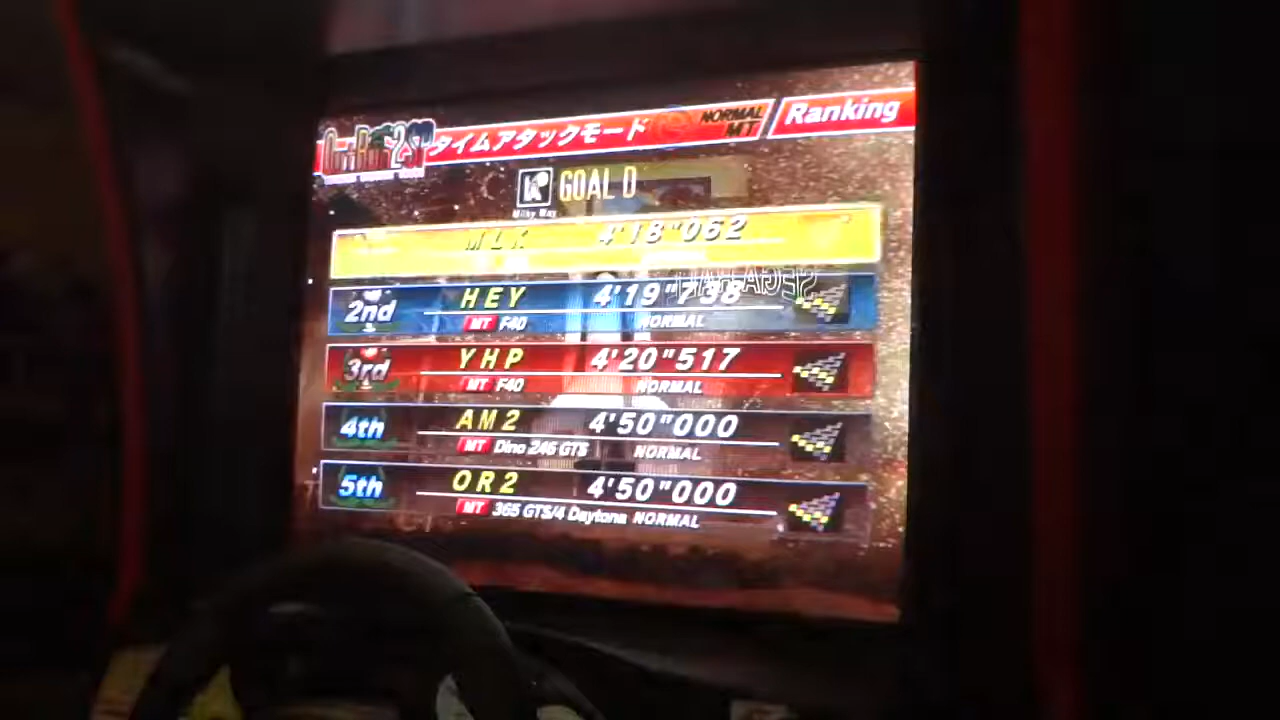 OutRun2SP
タイムアタックモード
NORMAL
MT
Ranking
GOAL D
Milky Way
MLK 4'18"062
2nd HEY 4'19"738
MT F40 NORMAL
3rd YHP 4'20"517
MT F40 NORMAL
4th AM2 4'50"000
MT Dino 246 GTS NORMAL
5th OR2 4'50"000
MT 365 GTS/4 Daytona NORMAL